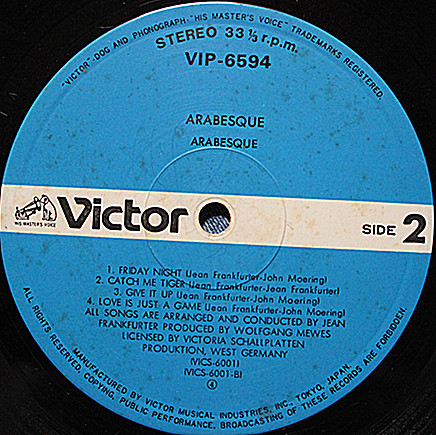 "VICTOR"-DOG AND PHONOGRAPH-"HIS MASTER'S VOICE" TRADEMARKS REGISTERED.
STEREO 33 1/3 r.p.m.
VIP-6594
ARABESQUE
ARABESQUE
HIS MASTER'S VOICE
Victor
SIDE 2
1. FRIDAY NIGHT (Jean Frankfurter-John Moering)
2. CATCH ME TIGER (Jean Frankfurter-Jean Frankfurter)
3. GIVE IT UP (Jean Frankfurter-John Moering)
4. LOVE IS JUST A GAME (Jean Frankfurter-John Moering)
ALL SONGS ARE ARRANGED AND CONDUCTED BY JEAN
FRANKFURTER PRODUCED BY WOLFGANG MEWES
LICENSED BY VICTORIA SCHALLPLATTEN
PRODUKTION, WEST GERMANY
(VICS-6001)
(VICS-6001-B)
4
MANUFACTURED BY VICTOR MUSICAL INDUSTRIES, INC., TOKYO, JAPAN.
ALL RIGHTS RESERVED. COPYING, PUBLIC PERFORMANCE, BROADCASTING OF THESE RECORDS ARE FORBIDDEN.